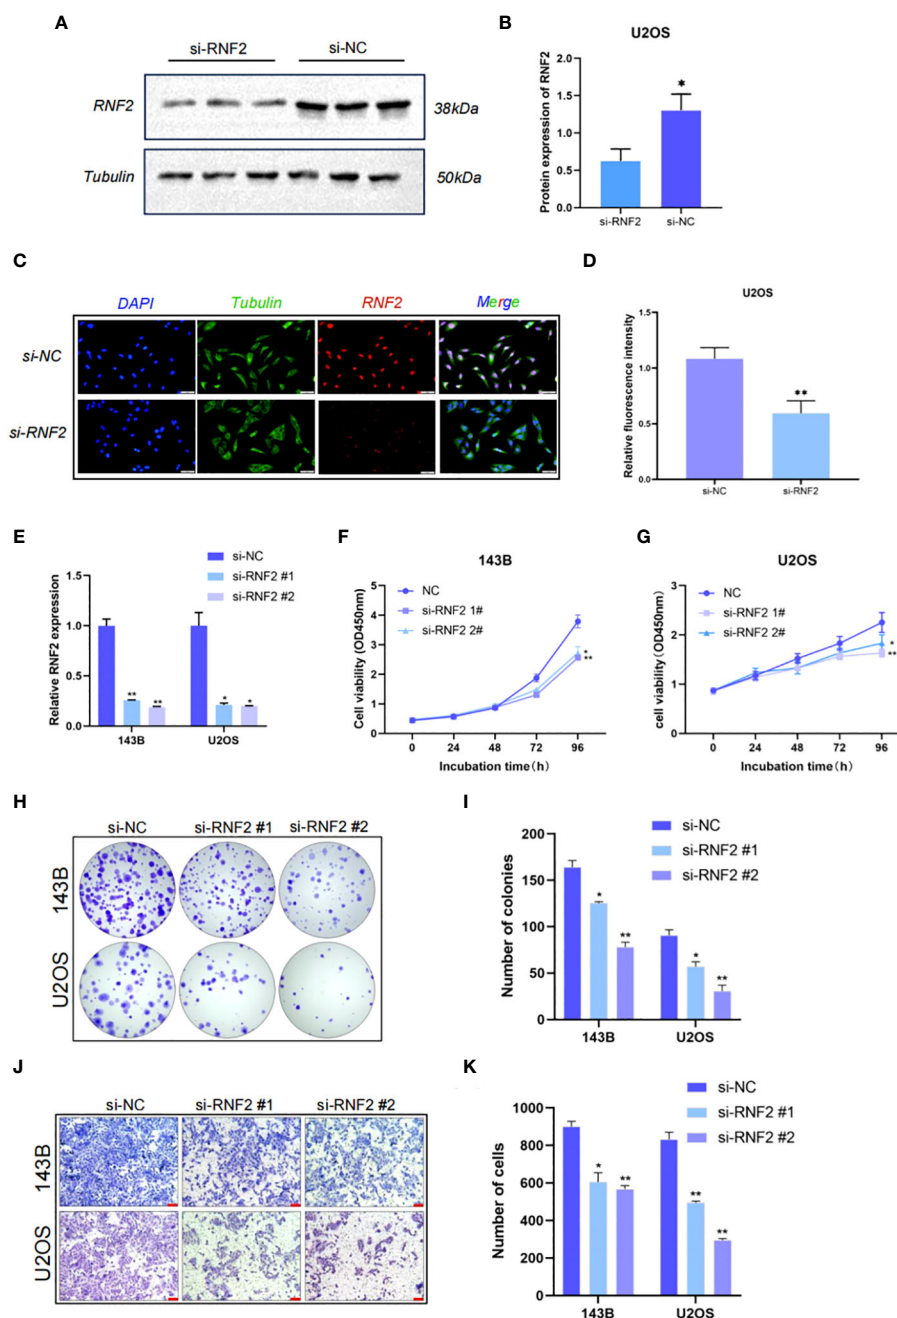 A
si-RNF2 si-NC
RNF2 38kDa
Tubulin 50kDa
B
U2OS
Protein expression of RNF2
2.0
1.5
1.0
0.5
0.0
*
si-RNF2 si-NC
C
DAPI Tubulin RNF2 Merge
si-NC
si-RNF2
D
U2OS
Relative fluorescence intensity
1.5
1.0
0.5
0.0
**
si-NC si-RNF2
E
si-NC
si-RNF2 #1
si-RNF2 #2
Relative RNF2 expression
1.5
1.0
0.5
0.0
** ** * *
143B U2OS
F
143B
NC
si-RNF2 1#
si-RNF2 2#
Cell viability (OD450nm)
5
4
3
2
1
0
*
**
0 24 48 72 96
Incubation time(h)
G
U2OS
NC
si-RNF2 1#
si-RNF2 2#
cell viability(OD450nm)
3
2
1
0
*
**
0 24 48 72 96
Incubation time(h)
H
si-NC si-RNF2 #1 si-RNF2 #2
143B
U2OS
I
si-NC
si-RNF2 #1
si-RNF2 #2
Number of colonies
200
150
100
50
0
* ** * **
143B U2OS
J
si-NC si-RNF2 #1 si-RNF2 #2
143B
U2OS
K
si-NC
si-RNF2 #1
si-RNF2 #2
Number of cells
1000
800
600
400
200
0
* ** ** **
143B U2OS